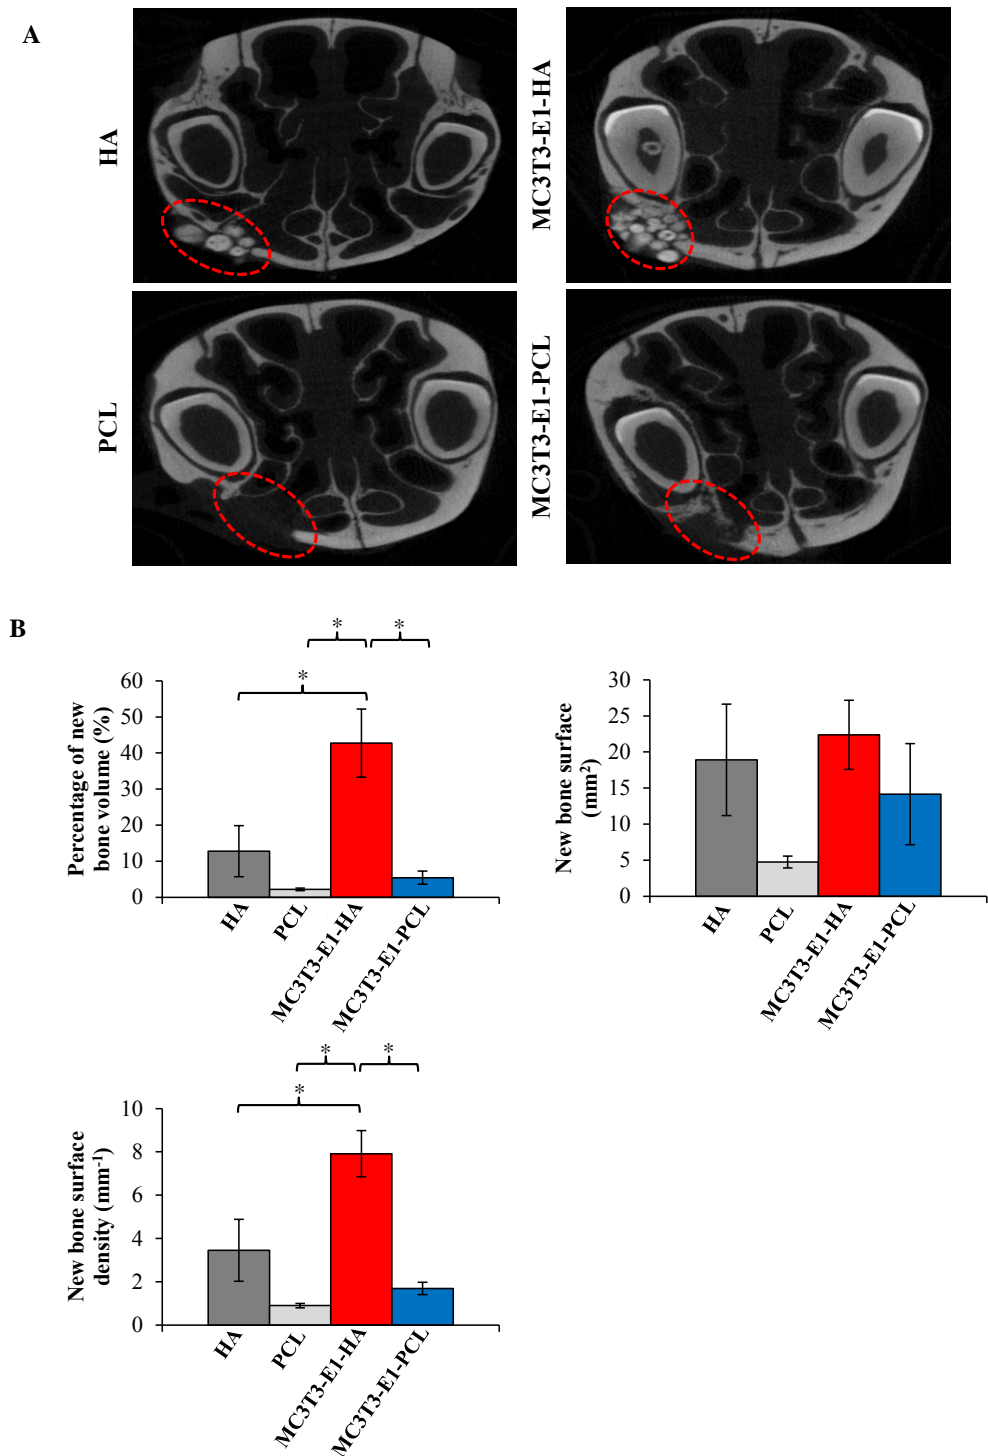 A
HA
MC3T3-E1-HA
PCL
MC3T3-E1-PCL
B
* *
*
Percentage of new
bone volume (%)
60
50
40
30
20
10
0
HA
PCL
MC3T3-E1-HA
MC3T3-E1-PCL
New bone surface
(mm²)
30
25
20
15
10
5
0
HA
PCL
MC3T3-E1-HA
MC3T3-E1-PCL
* *
*
New bone surface
density (mm⁻¹)
10
8
6
4
2
0
HA
PCL
MC3T3-E1-HA
MC3T3-E1-PCL